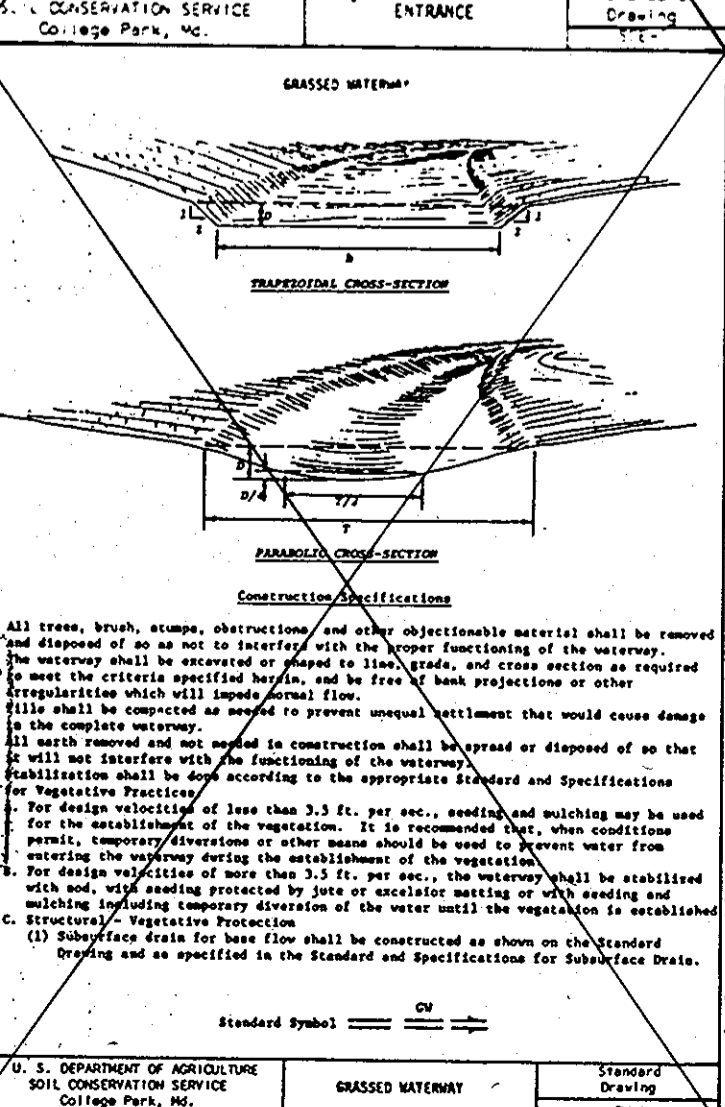 CONSERVATION SERVICE
College Park, Md.
ENTRANCE
Drawing
GRASSED WATERWAY
D
b
TRAPEZOIDAL CROSS-SECTION
D
D/4
T
PARABOLIC CROSS-SECTION
Construction Specifications
All trees, brush, stumps, obstructions, and other objectionable material shall be removed
and disposed of so as not to interfere with the proper functioning of the waterway.
The waterway shall be excavated or shaped to line, grade, and cross section as required
to meet the criteria specified herein, and be free of bank projections or other
irregularities which will impede normal flow.
Fills shall be compacted as needed to prevent unequal settlement that would cause damage
in the complete waterway.
All earth removed and not needed in construction shall be spread or disposed of so that
it will not interfere with the functioning of the waterway.
Stabilization shall be done according to the appropriate Standard and Specifications
for Vegetative Practices
For design velocities of less than 3.5 ft. per sec., seeding and mulching may be used
for the establishment of the vegetation. It is recommended that, when conditions
permit, temporary diversions or other means should be used to prevent water from
entering the waterway during the establishment of the vegetation.
B. For design velocities of more than 3.5 ft. per sec., the waterway shall be stabilized
with sod, with seeding protected by jute or excelsior matting or with seeding and
mulching including temporary diversion of the water until the vegetation is established
C. Structural - Vegetative Protection
(1) Subsurface drain for base flow shall be constructed as shown on the Standard
Drawing and as specified in the Standard and Specifications for Subsurface Drain.
GW
Standard Symbol
U. S. DEPARTMENT OF AGRICULTURE
SOIL CONSERVATION SERVICE
College Park, Md.
GRASSED WATERWAY
Standard
Drawing